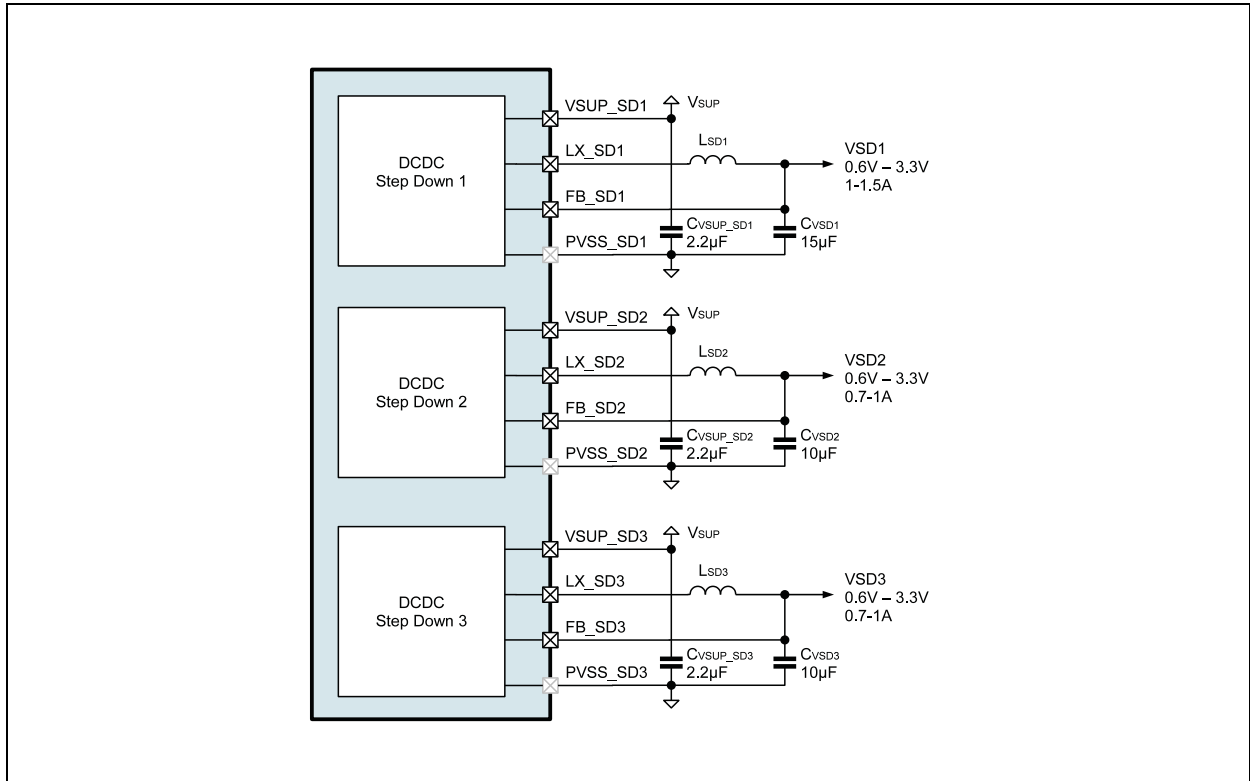 DCDC
Step Down 1
VSUP_SD1
LX_SD1
FB_SD1
PVSS_SD1
VSUP
LSD1
CVSUP_SD1
2.2µF
CVSD1
15µF
VSD1
0.6V – 3.3V
1-1.5A
DCDC
Step Down 2
VSUP_SD2
LX_SD2
FB_SD2
PVSS_SD2
VSUP
LSD2
CVSUP_SD2
2.2µF
CVSD2
10µF
VSD2
0.6V – 3.3V
0.7-1A
DCDC
Step Down 3
VSUP_SD3
LX_SD3
FB_SD3
PVSS_SD3
VSUP
LSD3
CVSUP_SD3
2.2µF
CVSD3
10µF
VSD3
0.6V – 3.3V
0.7-1A